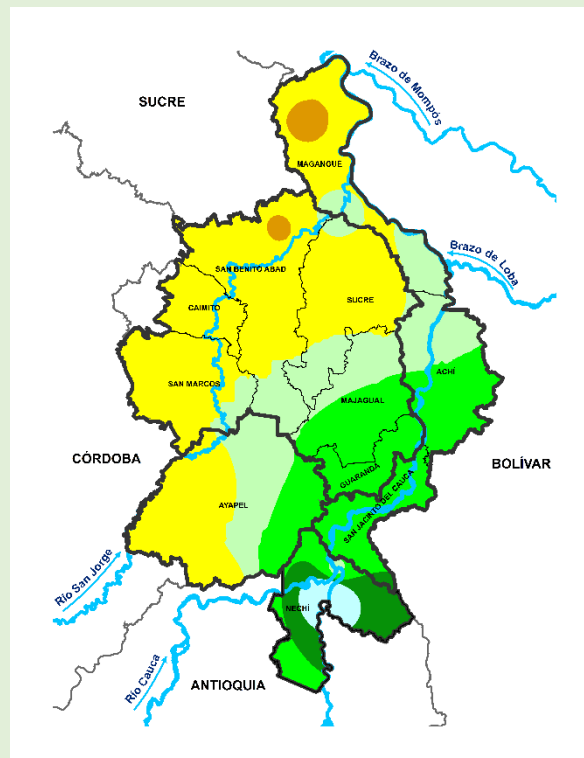 SUCRE
Brazo de Mompós
MAGANGUE
Brazo de Loba
SAN BENITO ABAD
SUCRE
CAIMITO
ACHÍ
SAN MARCOS
MAJAGUAL
CÓRDOBA
BOLÍVAR
GUARANDA
AYAPEL
SAN JACINTO DEL CAUCA
Río San Jorge
NECHÍ
Río Cauca
ANTIOQUIA